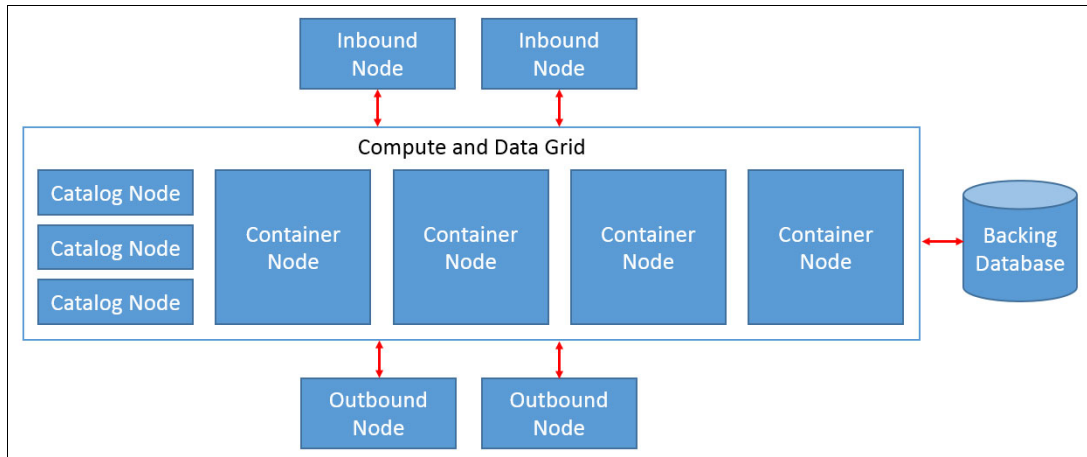 Inbound
Node
Inbound
Node
Compute and Data Grid
Catalog Node
Catalog Node
Catalog Node
Container
Node
Container
Node
Container
Node
Container
Node
Backing
Database
Outbound
Node
Outbound
Node